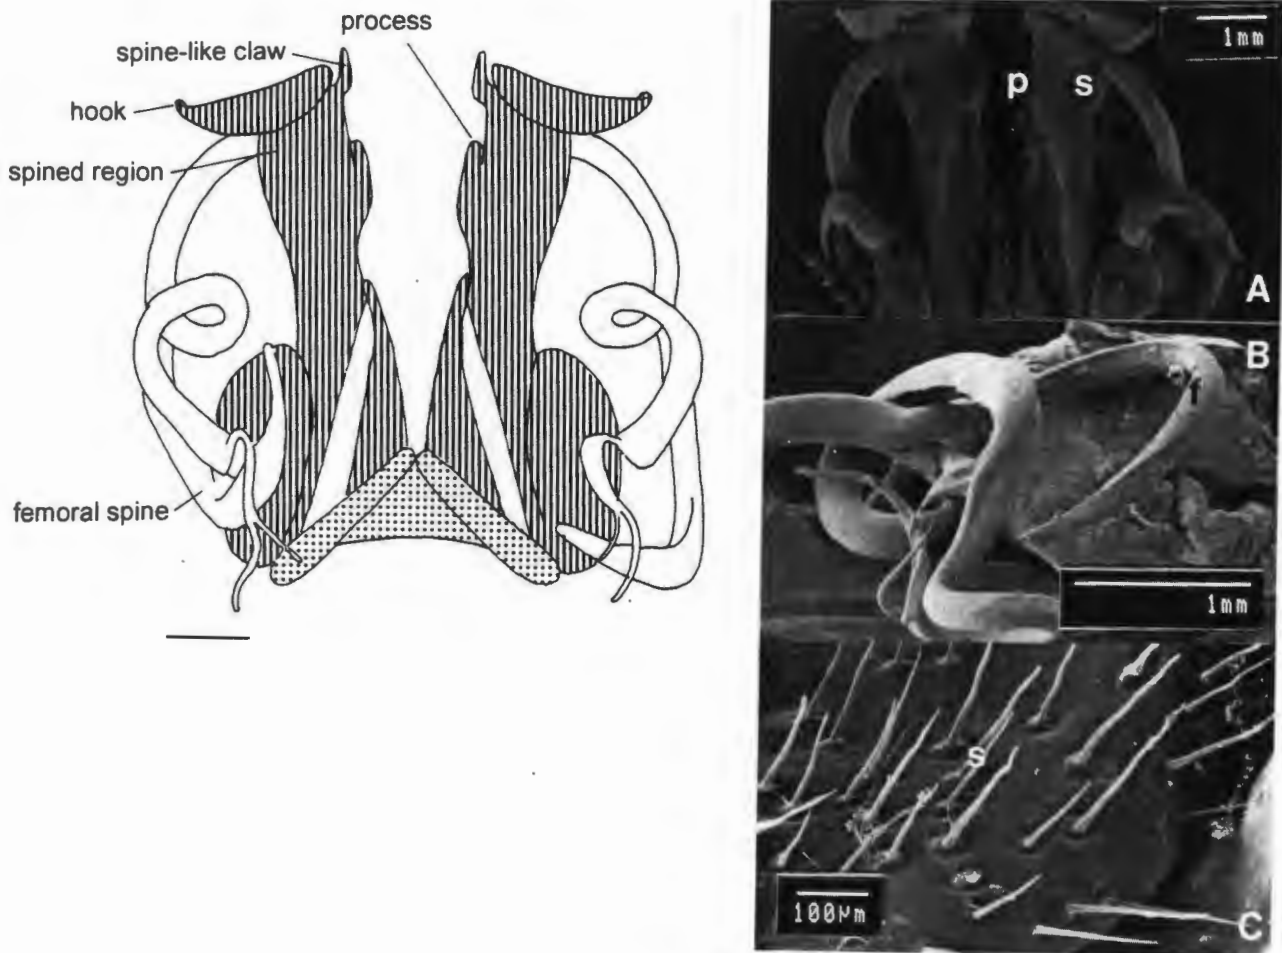 process
spine-like claw
hook
spined region
femoral spine
1mm
p s
A
B
f
1mm
s
100µm
C